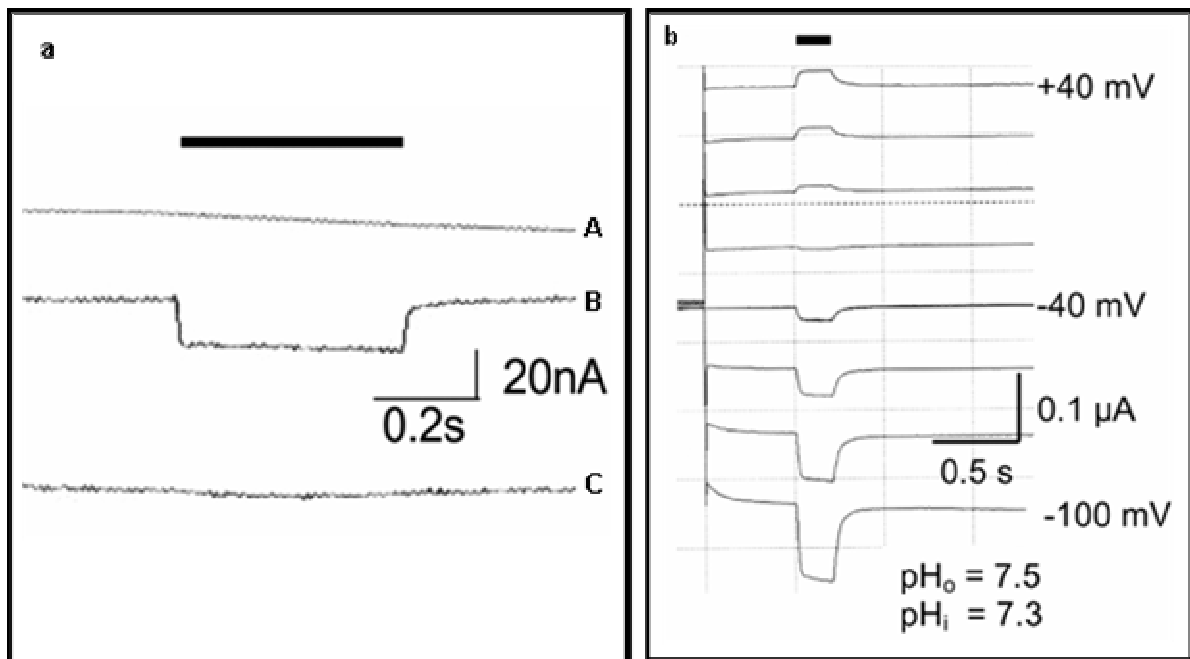 a
A
B
20nA
0.2s
C
b
+40 mV
-40 mV
0.1 µA
0.5 s
-100 mV
pHₒ = 7.5
pHᵢ = 7.3